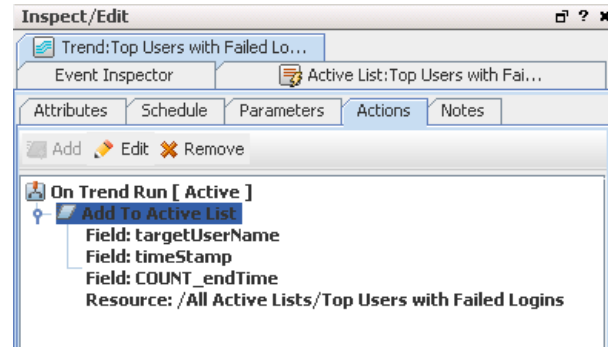 Inspect/Edit
Trend:Top Users with Failed Lo...
Event Inspector Active List:Top Users with Fai...
Attributes Schedule Parameters Actions Notes
Add Edit Remove
On Trend Run [ Active ]
Add To Active List
Field: targetUserName
Field: timeStamp
Field: COUNT_endTime
Resource: /All Active Lists/Top Users with Failed Logins